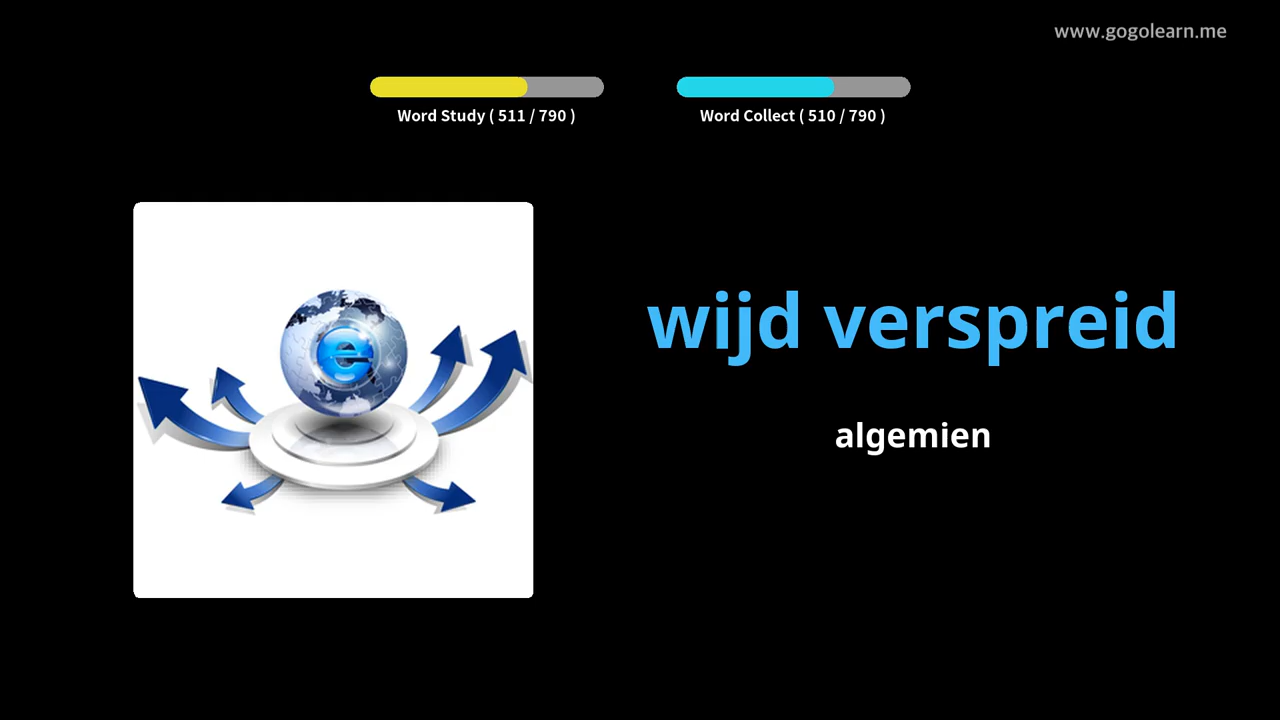 www.gogolearn.me
Word Study ( 511 / 790 )
Word Collect ( 510 / 790 )
e
wijd verspreid
algemien